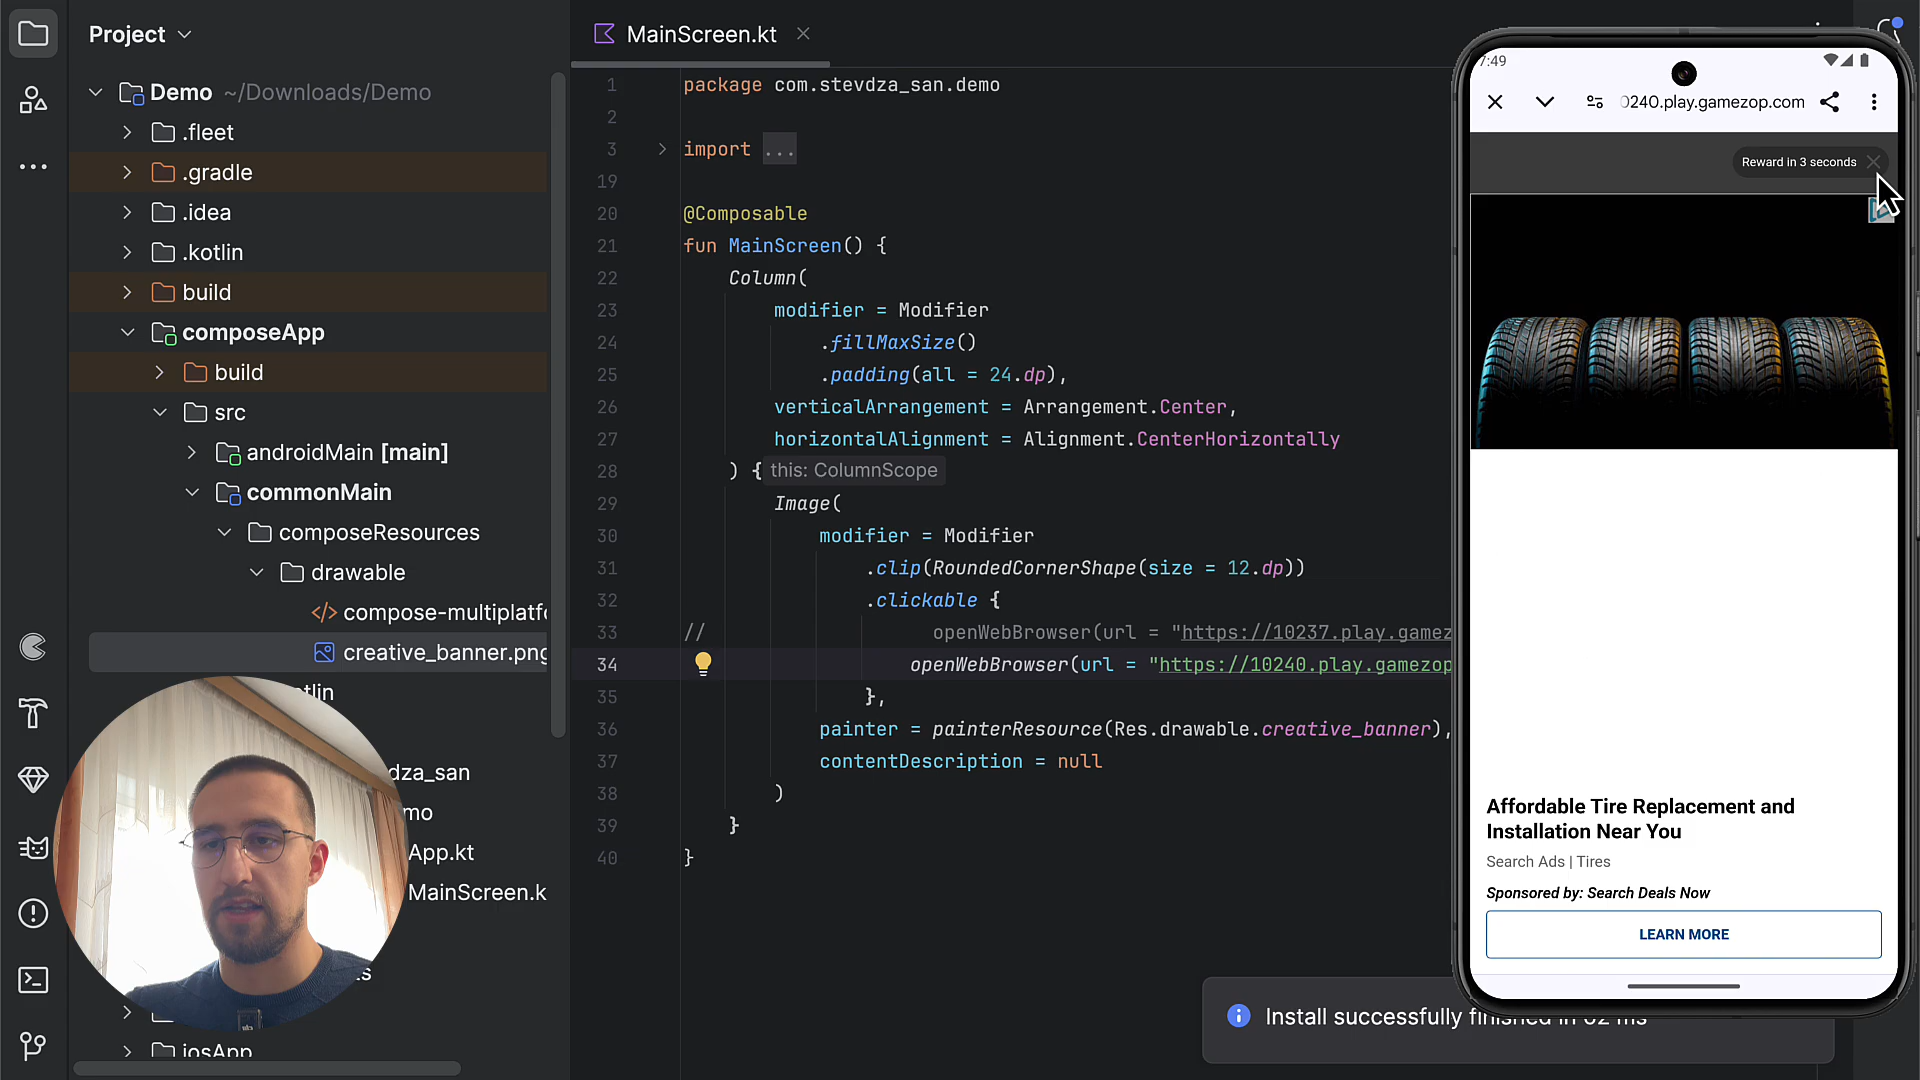 Project
Demo ~/Downloads/Demo
.fleet
.gradle
.idea
.kotlin
build
composeApp
build
src
androidMain [main]
commonMain
composeResources
drawable
compose-multiplatfo
creative_banner.png
tlin
dza_san
mo
App.kt
MainScreen.k
s
iosApp
MainScreen.kt
1 package com.stevdza_san.demo
2
3 import ...
19
20 @Composable
21 fun MainScreen() {
22 Column(
23 modifier = Modifier
24 .fillMaxSize()
25 .padding(all = 24.dp),
26 verticalArrangement = Arrangement.Center,
27 horizontalAlignment = Alignment.CenterHorizontally
28 ) { this: ColumnScope
29 Image(
30 modifier = Modifier
31 .clip(RoundedCornerShape(size = 12.dp))
32 .clickable {
33 // openWebBrowser(url = "https://10237.play.gamez
34 openWebBrowser(url = "https://10240.play.gamezop
35 },
36 painter = painterResource(Res.drawable.creative_banner),
37 contentDescription = null
38 )
39 }
40 }
Install successfully finished in 62 ms
7:49
0240.play.gamezop.com
Reward in 3 seconds
Affordable Tire Replacement and
Installation Near You
Search Ads | Tires
Sponsored by: Search Deals Now
LEARN MORE